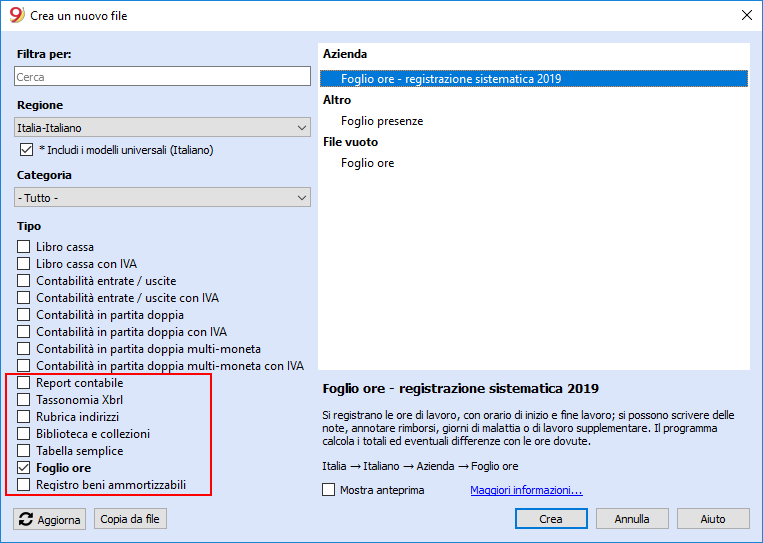 9 Crea un nuovo file
Filtra per:
Cerca
Regione
Italia-Italiano
* Includi i modelli universali (Italiano)
Categoria
- Tutto -
Tipo
Libro cassa
Libro cassa con IVA
Contabilità entrate / uscite
Contabilità entrate / uscite con IVA
Contabilità in partita doppia
Contabilità in partita doppia con IVA
Contabilità in partita doppia multi-moneta
Contabilità in partita doppia multi-moneta con IVA
Report contabile
Tassonomia Xbrl
Rubrica indirizzi
Biblioteca e collezioni
Tabella semplice
Foglio ore
Registro beni ammortizzabili
Aggiorna
Copia da file
Azienda
Foglio ore - registrazione sistematica 2019
Altro
Foglio presenze
File vuoto
Foglio ore
Foglio ore - registrazione sistematica 2019
Si registrano le ore di lavoro, con orario di inizio e fine lavoro; si possono scrivere delle
note, annotare rimborsi, giorni di malattia o di lavoro supplementare. Il programma
calcola i totali ed eventuali differenze con le ore dovute.
Italia → Italiano → Azienda → Foglio ore
Mostra anteprima
Maggiori informazioni...
Crea
Annulla
Aiuto